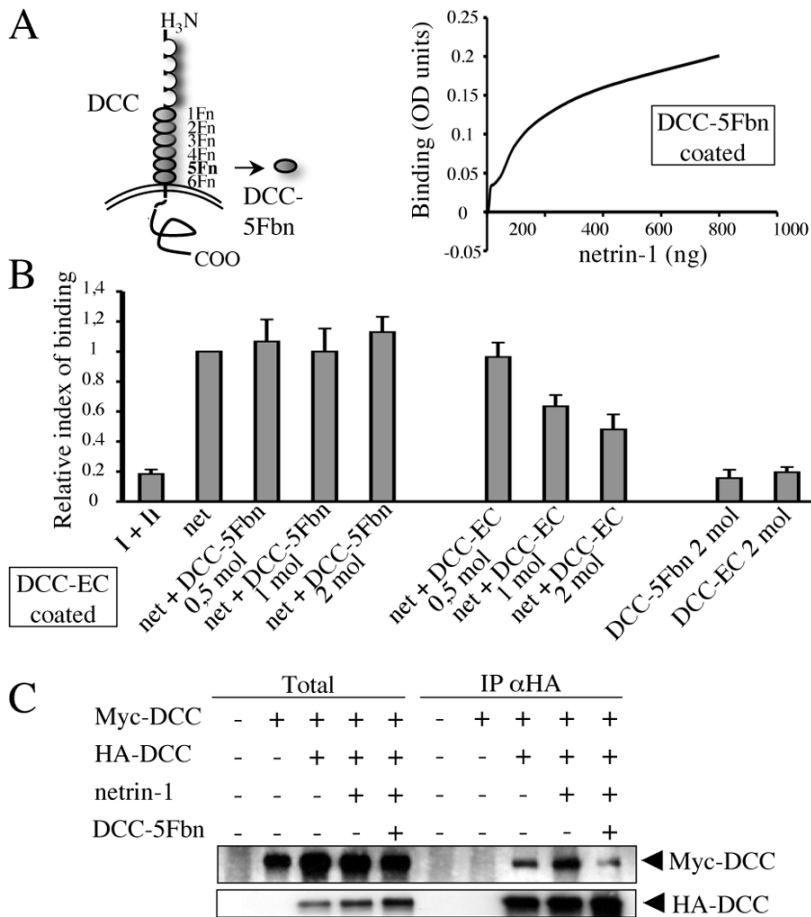 A
H3N
DCC
1Fn
2Fn
3Fn
4Fn
5Fn
6Fn
DCC-
5Fbn
COO
Binding (OD units)
0.2
0.15
0.1
0.05
0
-0.05
200 400 600 800 1000
netrin-1 (ng)
DCC-5Fbn
coated
B
Relative index of binding
1,4
1.2
1
0.8
0.6
0.4
0.2
0
I + II
net
net + DCC-5Fbn
0,5 mol
net + DCC-5Fbn
1 mol
net + DCC-5Fbn
2 mol
net + DCC-EC
0,5 mol
net + DCC-EC
1 mol
net + DCC-EC
2 mol
DCC-5Fbn 2 mol
DCC-EC 2 mol
DCC-EC
coated
C
Total IP αHA
Myc-DCC - + + + + - + + + +
HA-DCC - - + + + - - + + +
netrin-1 - - - + + - - - + +
DCC-5Fbn - - - - + - - - - +
Myc-DCC
HA-DCC